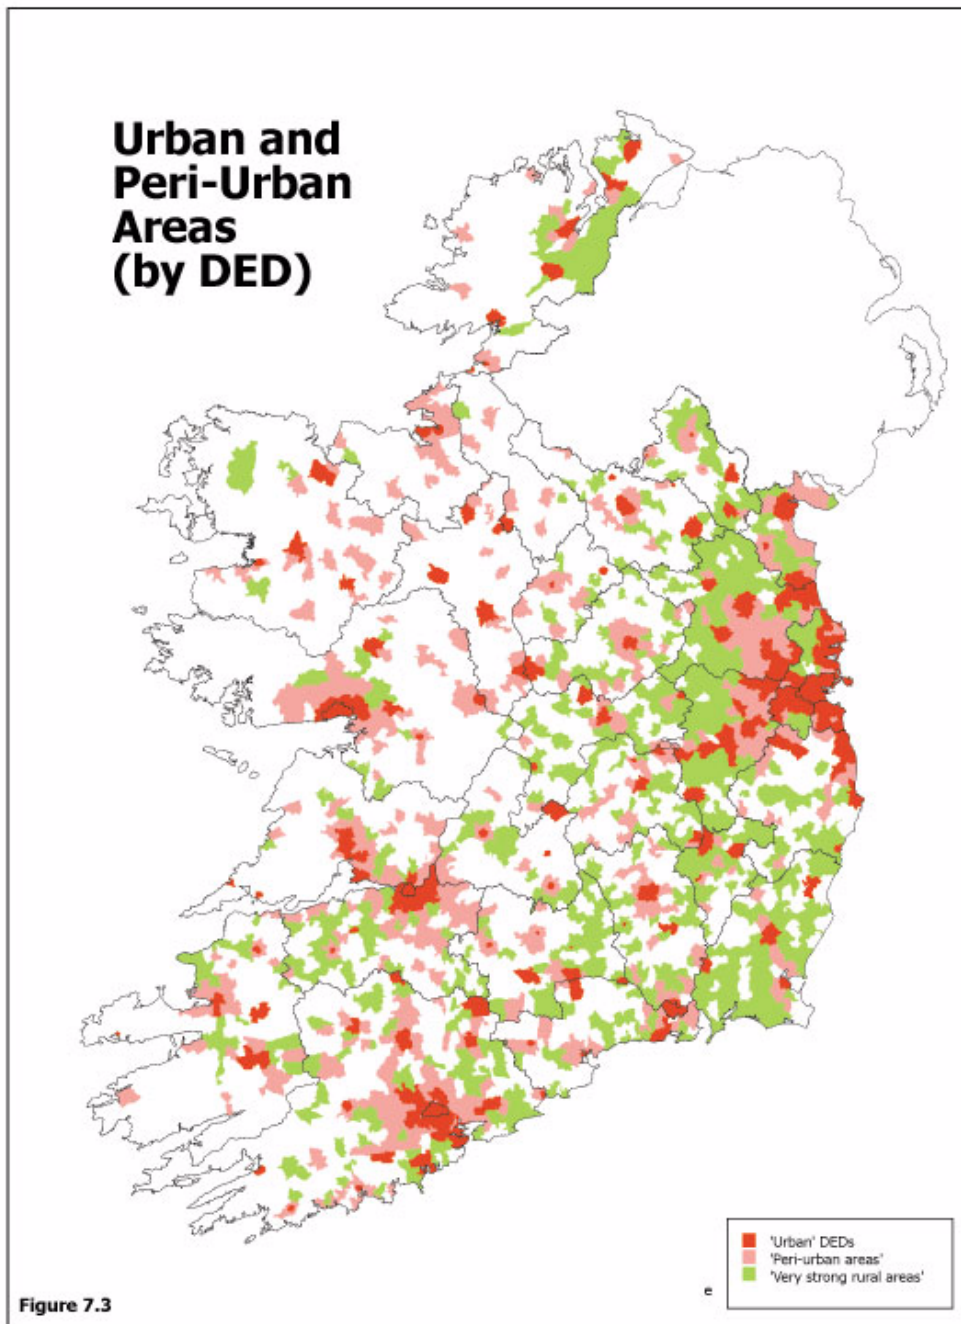 Urban and
Peri-Urban
Areas
(by DED)
'Urban' DEDs
'Peri-urban areas'
'Very strong rural areas'
e
Figure 7.3